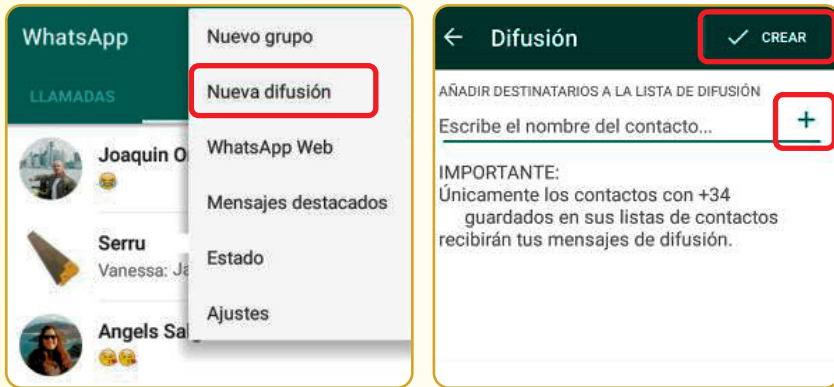 WhatsApp
LLAMADAS
Joaquin O
Serru
Vanessa: Ja
Angels Sal
Nuevo grupo
Nueva difusión
WhatsApp Web
Mensajes destacados
Estado
Ajustes
Difusión
CREAR
AÑADIR DESTINATARIOS A LA LISTA DE DIFUSIÓN
Escribe el nombre del contacto...
+
IMPORTANTE:
Únicamente los contactos con +34
guardados en sus listas de contactos
recibirán tus mensajes de difusión.